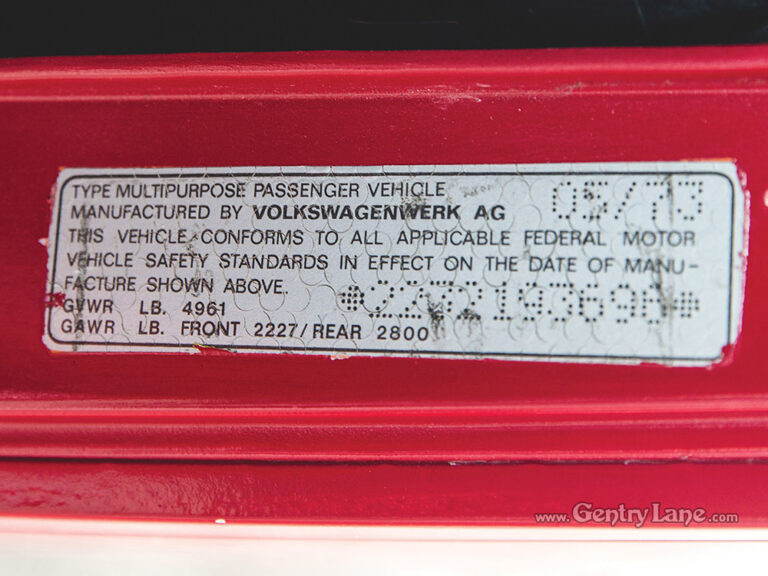 TYPE MULTIPURPOSE PASSENGER VEHICLE 05/73
MANUFACTURED BY VOLKSWAGENWERK AG
THIS VEHICLE CONFORMS TO ALL APPLICABLE FEDERAL MOTOR
VEHICLE SAFETY STANDARDS IN EFFECT ON THE DATE OF MANU-
FACTURE SHOWN ABOVE.
GVWR LB. 4961
GAWR LB. FRONT 2227/REAR 2800
www.GentryLane.com